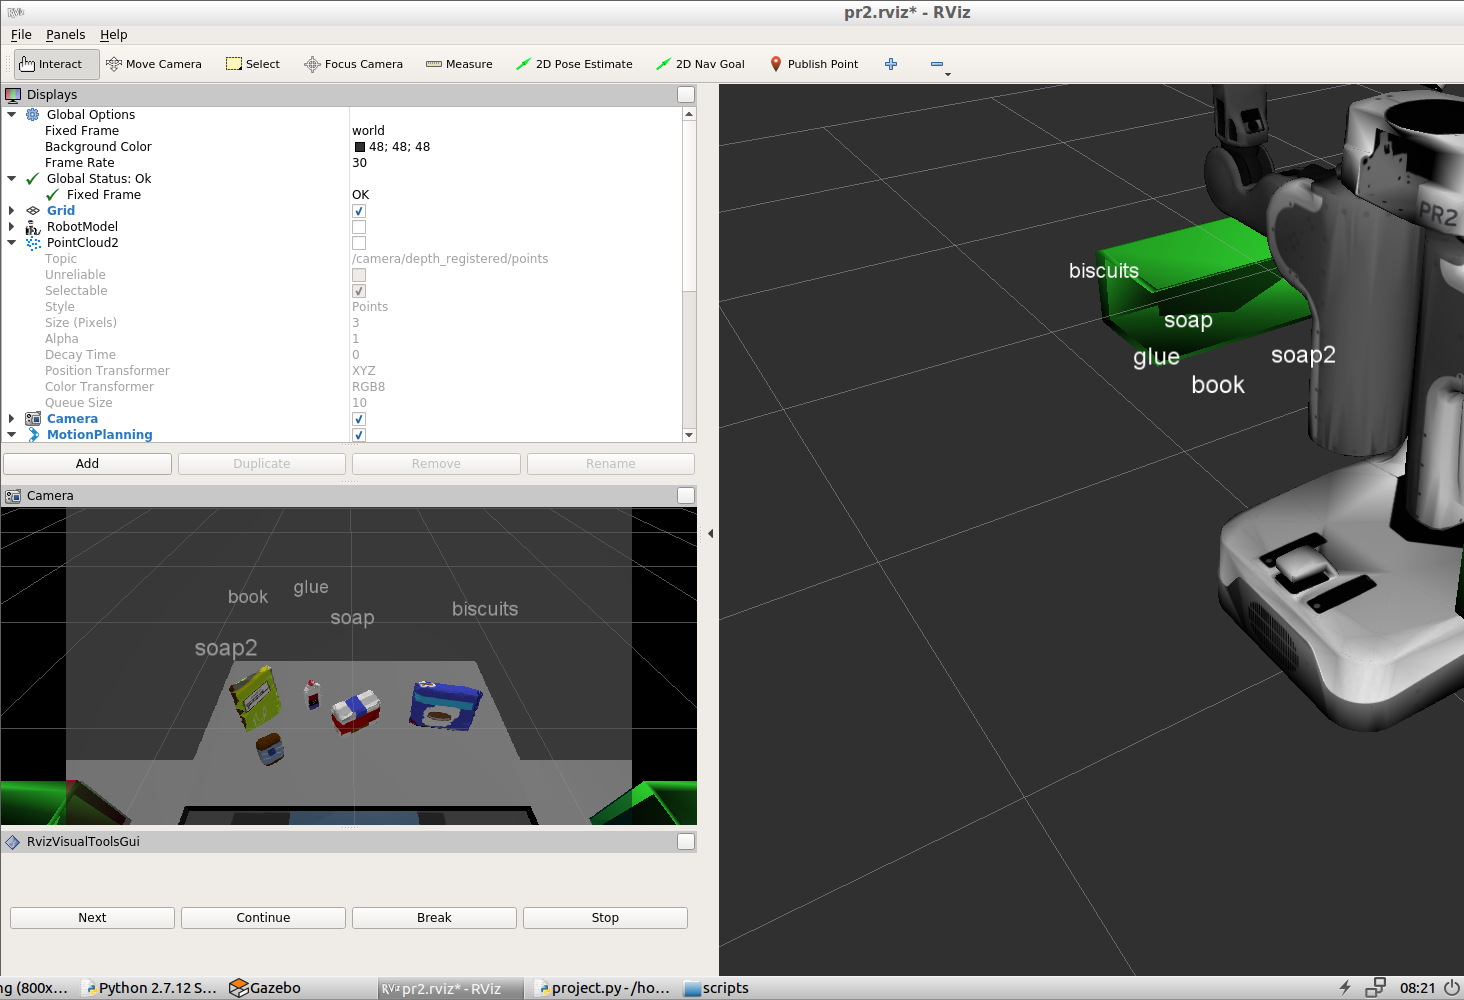 pr2.rviz* - RViz
File Panels Help
Interact Move Camera Select Focus Camera Measure 2D Pose Estimate 2D Nav Goal Publish Point
Displays
Global Options
Fixed Frame world
Background Color 48; 48; 48
Frame Rate 30
Global Status: Ok
Fixed Frame OK
Grid
RobotModel
PointCloud2
Topic /camera/depth_registered/points
Unreliable
Selectable
Style Points
Size (Pixels) 3
Alpha 1
Decay Time 0
Position Transformer XYZ
Color Transformer RGB8
Queue Size 10
Camera
MotionPlanning
Add Duplicate Remove Rename
Camera
book glue soap biscuits
soap2
RvizVisualToolsGui
Next Continue Break Stop
PR2
biscuits
soap
glue soap2
book
ng (800x... Python 2.7.12 S... Gazebo RViz pr2.rviz* - RViz project.py - /ho... scripts 08:21